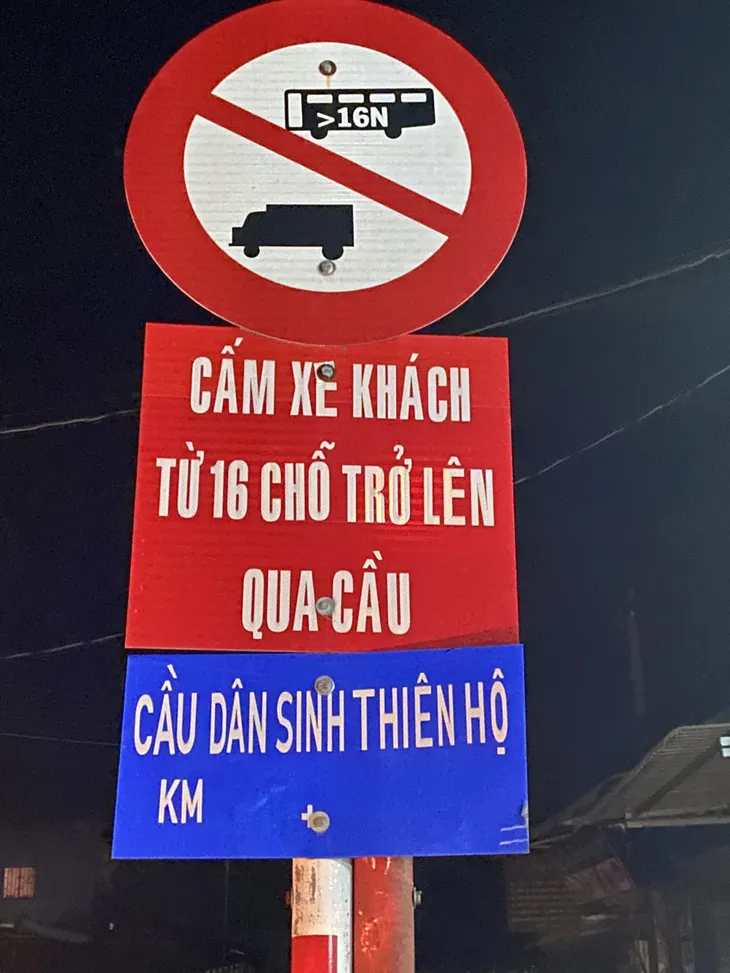 >16N
CẤM XE KHÁCH
TỪ 16 CHỖ TRỞ LÊN
QUA CẦU
CẦU DÂN SINH THIÊN HỘ
KM +